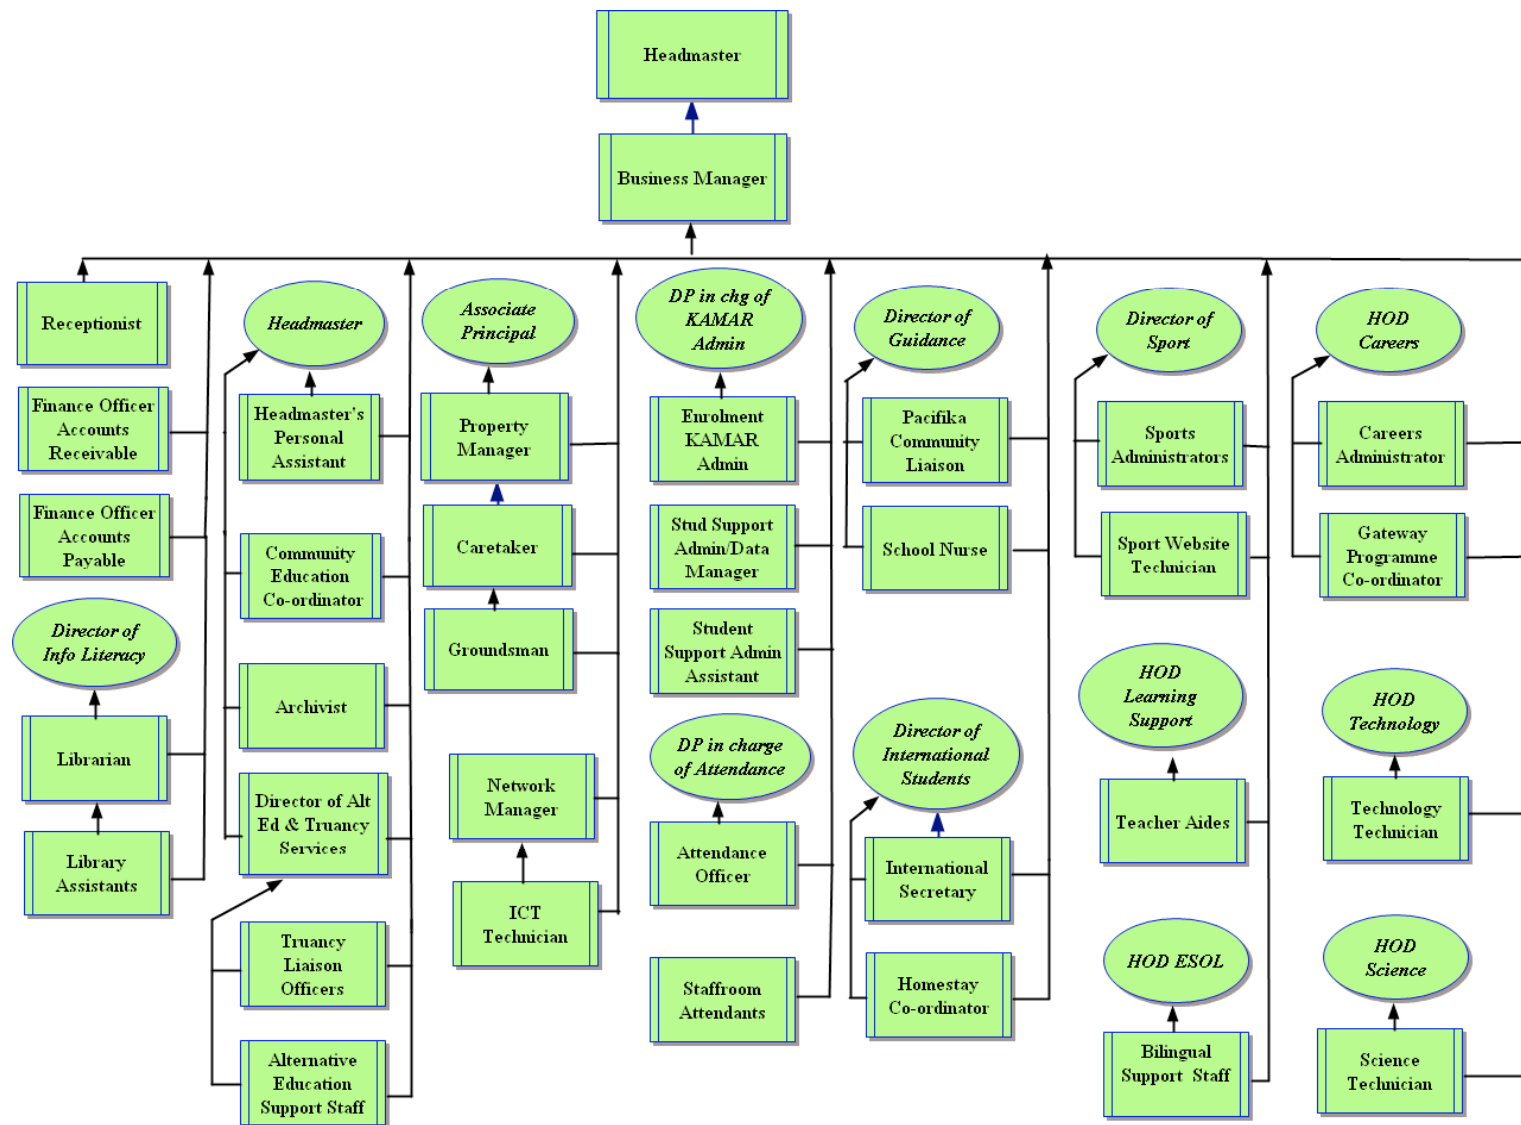 Headmaster
Business Manager
Receptionist
Finance Officer
Accounts
Receivable
Finance Officer
Accounts
Payable
Director of
Info Literacy
Librarian
Library
Assistants
Headmaster
Headmaster's
Personal
Assistant
Community
Education
Co-ordinator
Archivist
Director of Alt
Ed & Truancy
Services
Truancy
Liaison
Officers
Alternative
Education
Support Staff
Associate
Principal
Property
Manager
Caretaker
Groundsman
Network
Manager
ICT
Technician
DP in chg of
KAMAR
Admin
Enrolment
KAMAR
Admin
Stud Support
Admin/Data
Manager
Student
Support Admin
Assistant
DP in charge
of Attendance
Attendance
Officer
Staffroom
Attendants
Director of
Guidance
Pacifika
Community
Liaison
School Nurse
Director of
International
Students
International
Secretary
Homestay
Co-ordinator
Director of
Sport
Sports
Administrators
Sport Website
Technician
HOD
Learning
Support
Teacher Aides
HOD ESOL
Bilingual
Support Staff
HOD
Careers
Careers
Administrator
Gateway
Programme
Co-ordinator
HOD
Technology
Technology
Technician
HOD
Science
Science
Technician